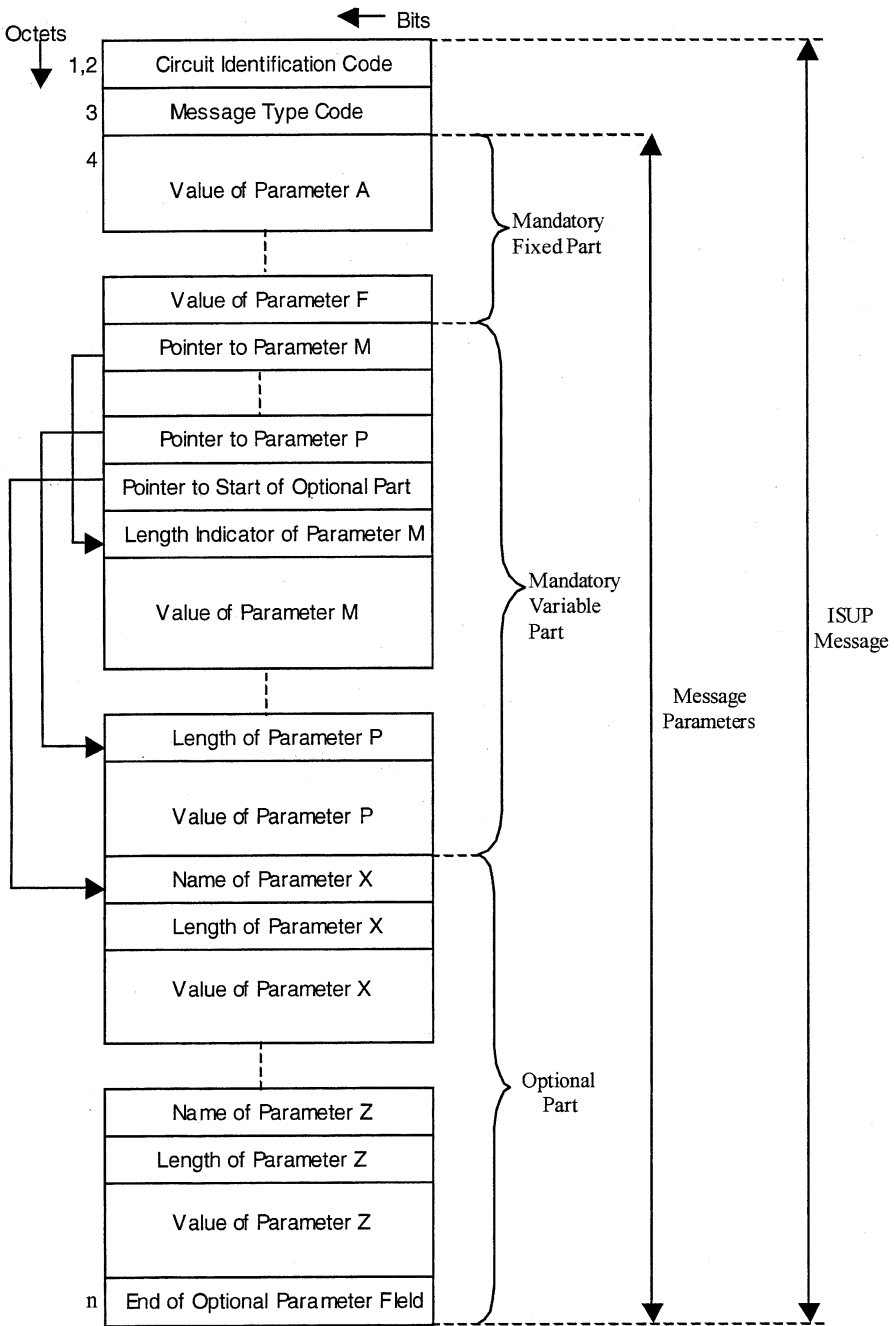 Bits
Octets
1,2
Circuit Identification Code
3
Message Type Code
4
Value of Parameter A
Mandatory
Fixed Part
Value of Parameter F
Pointer to Parameter M
Pointer to Parameter P
Pointer to Start of Optional Part
Length Indicator of Parameter M
Value of Parameter M
Mandatory
Variable
Part
ISUP
Message
Message
Parameters
Length of Parameter P
Value of Parameter P
Name of Parameter X
Length of Parameter X
Value of Parameter X
Optional
Part
Name of Parameter Z
Length of Parameter Z
Value of Parameter Z
n
End of Optional Parameter Field